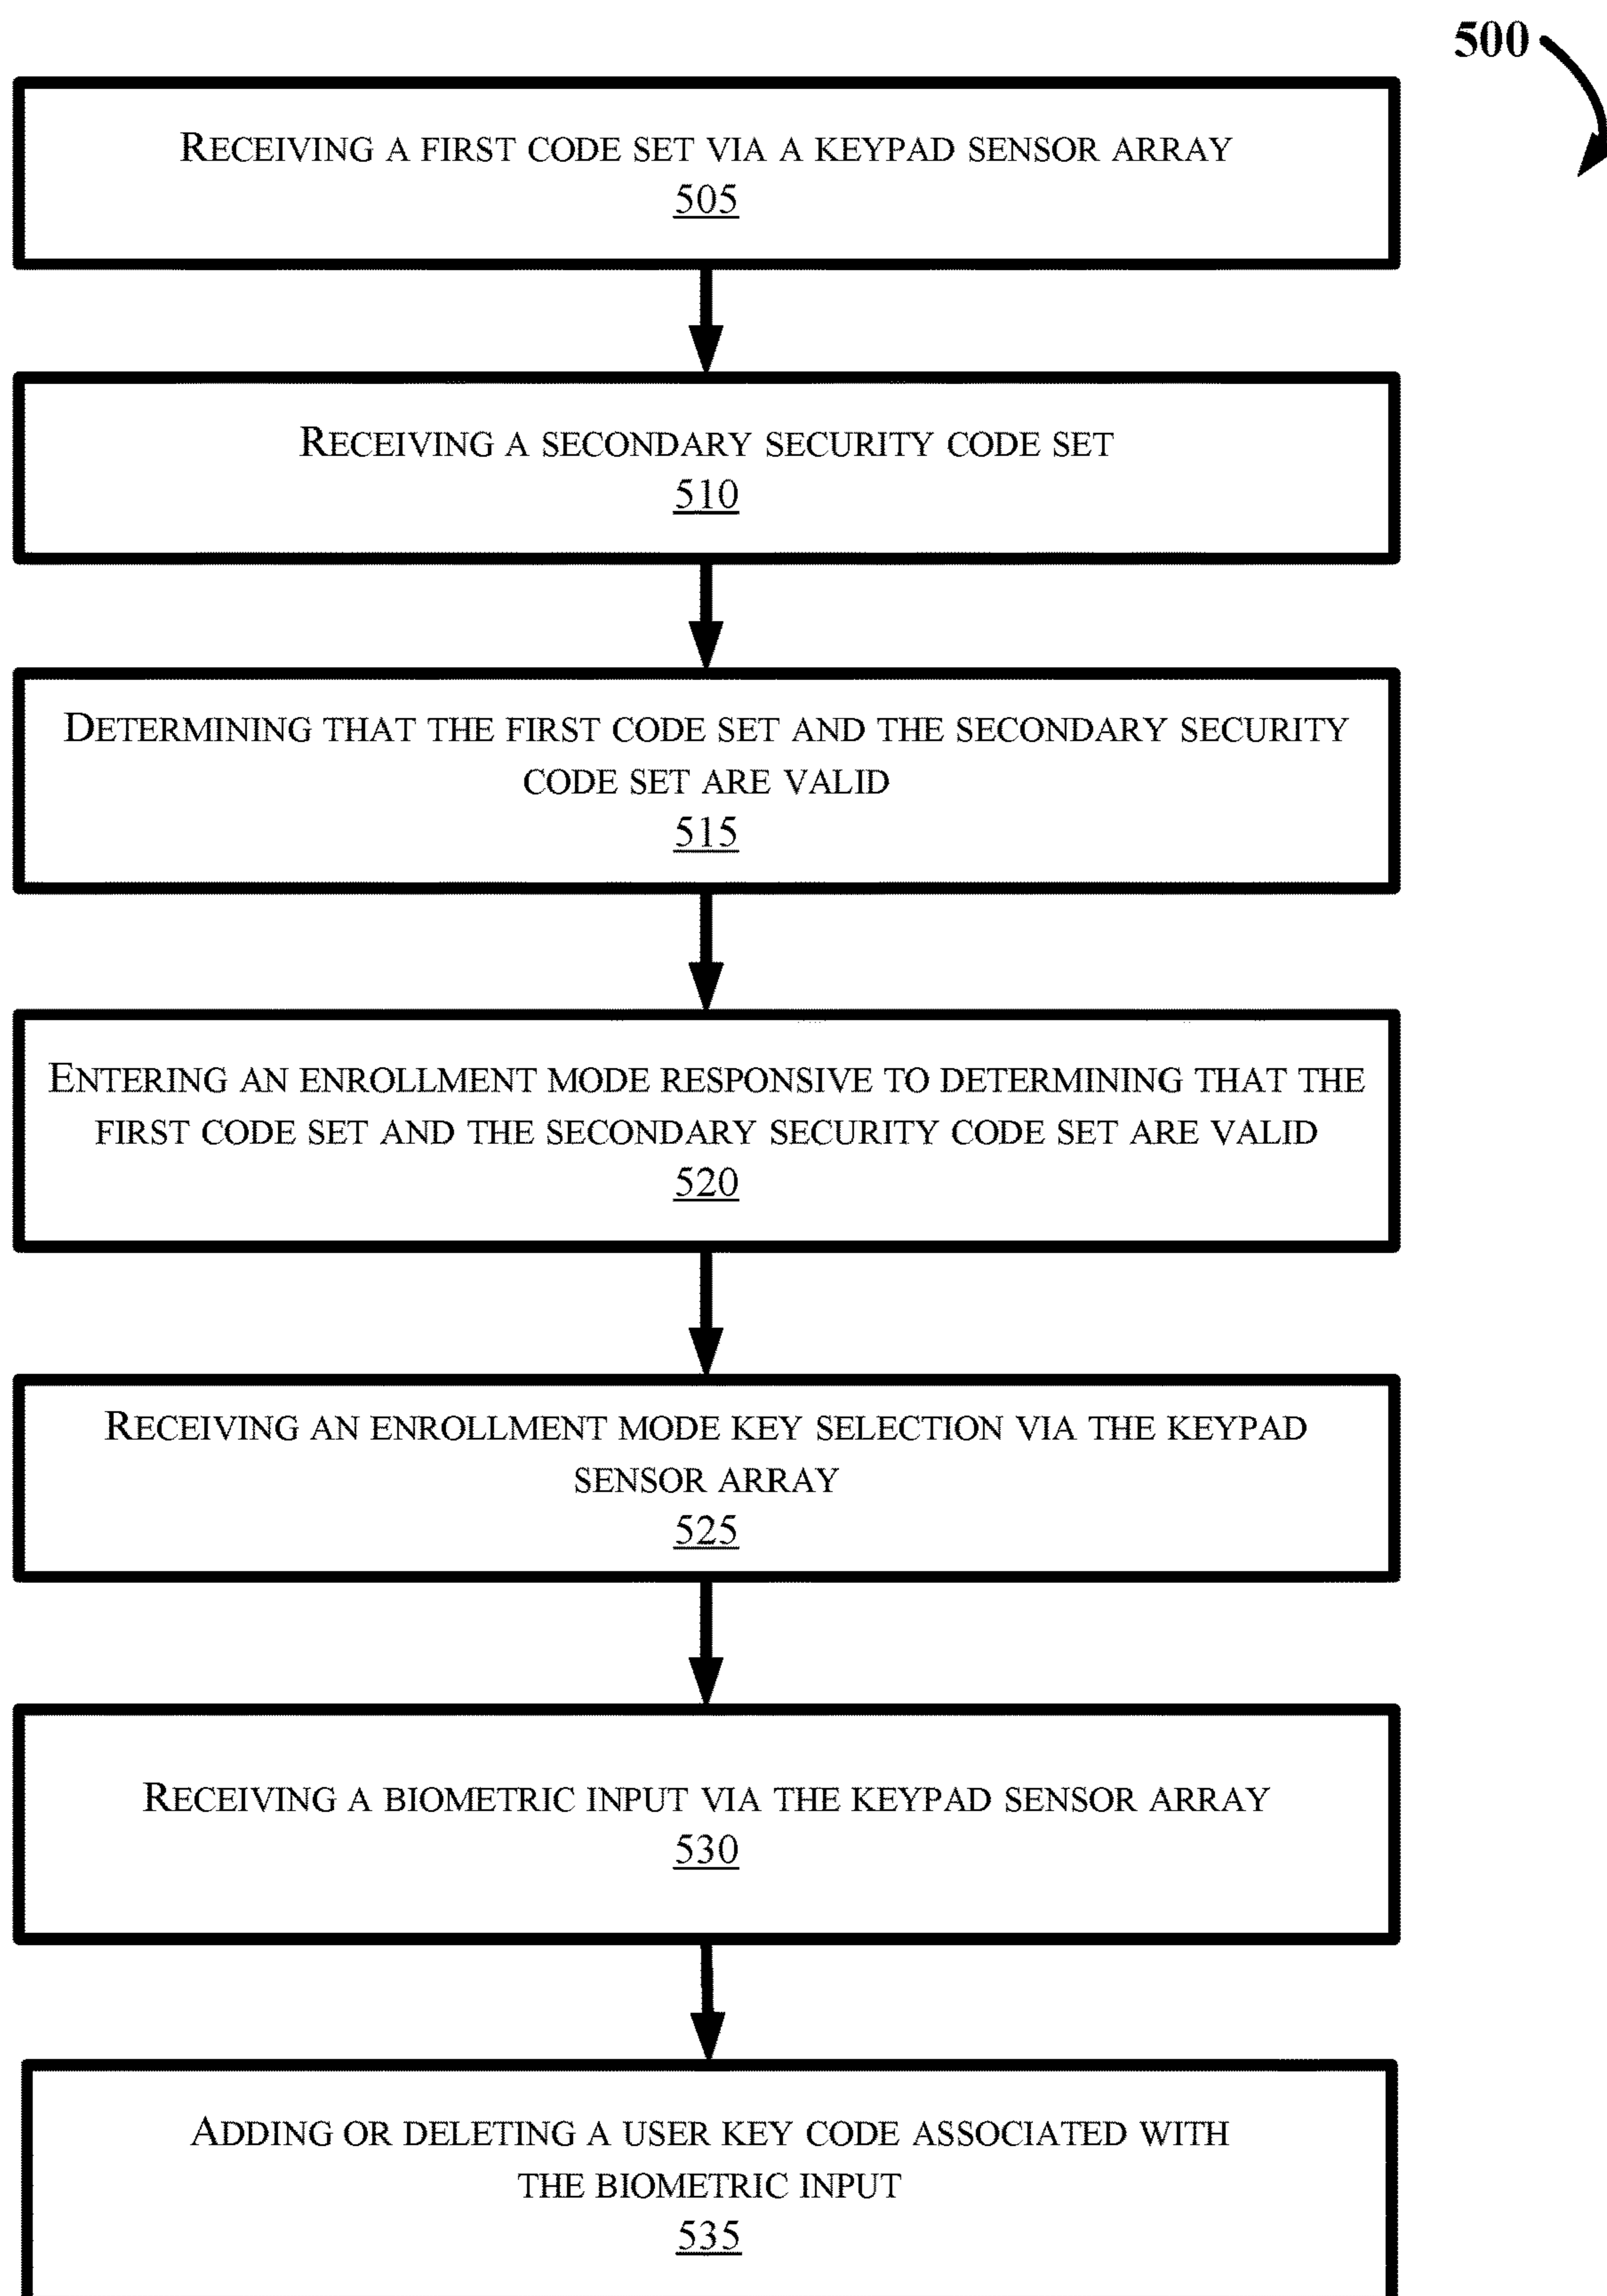 500
RECEIVING A FIRST CODE SET VIA A KEYPAD SENSOR ARRAY
505
RECEIVING A SECONDARY SECURITY CODE SET
510
DETERMINING THAT THE FIRST CODE SET AND THE SECONDARY SECURITY
CODE SET ARE VALID
515
ENTERING AN ENROLLMENT MODE RESPONSIVE TO DETERMINING THAT THE
FIRST CODE SET AND THE SECONDARY SECURITY CODE SET ARE VALID
520
RECEIVING AN ENROLLMENT MODE KEY SELECTION VIA THE KEYPAD
SENSOR ARRAY
525
RECEIVING A BIOMETRIC INPUT VIA THE KEYPAD SENSOR ARRAY
530
ADDING OR DELETING A USER KEY CODE ASSOCIATED WITH
THE BIOMETRIC INPUT
535